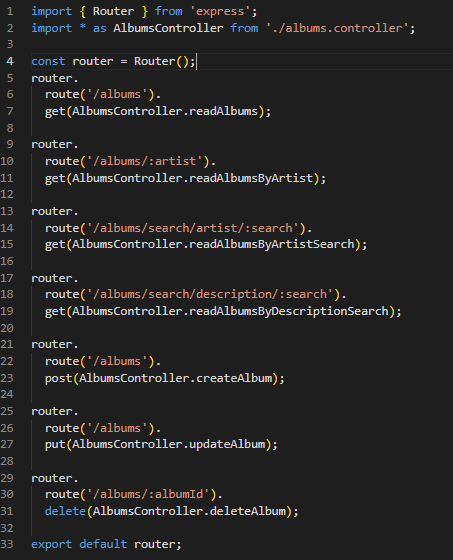 1 import { Router } from 'express';
2 import * as AlbumsController from './albums.controller';
3
4 const router = Router();
5 router.
6   route('/albums').
7   get(AlbumsController.readAlbums);
8
9 router.
10   route('/albums/:artist').
11   get(AlbumsController.readAlbumsByArtist);
12
13 router.
14   route('/albums/search/artist/:search').
15   get(AlbumsController.readAlbumsByArtistSearch);
16
17 router.
18   route('/albums/search/description/:search').
19   get(AlbumsController.readAlbumsByDescriptionSearch);
20
21 router.
22   route('/albums').
23   post(AlbumsController.createAlbum);
24
25 router.
26   route('/albums').
27   put(AlbumsController.updateAlbum);
28
29 router.
30   route('/albums/:albumId').
31   delete(AlbumsController.deleteAlbum);
32
33 export default router;